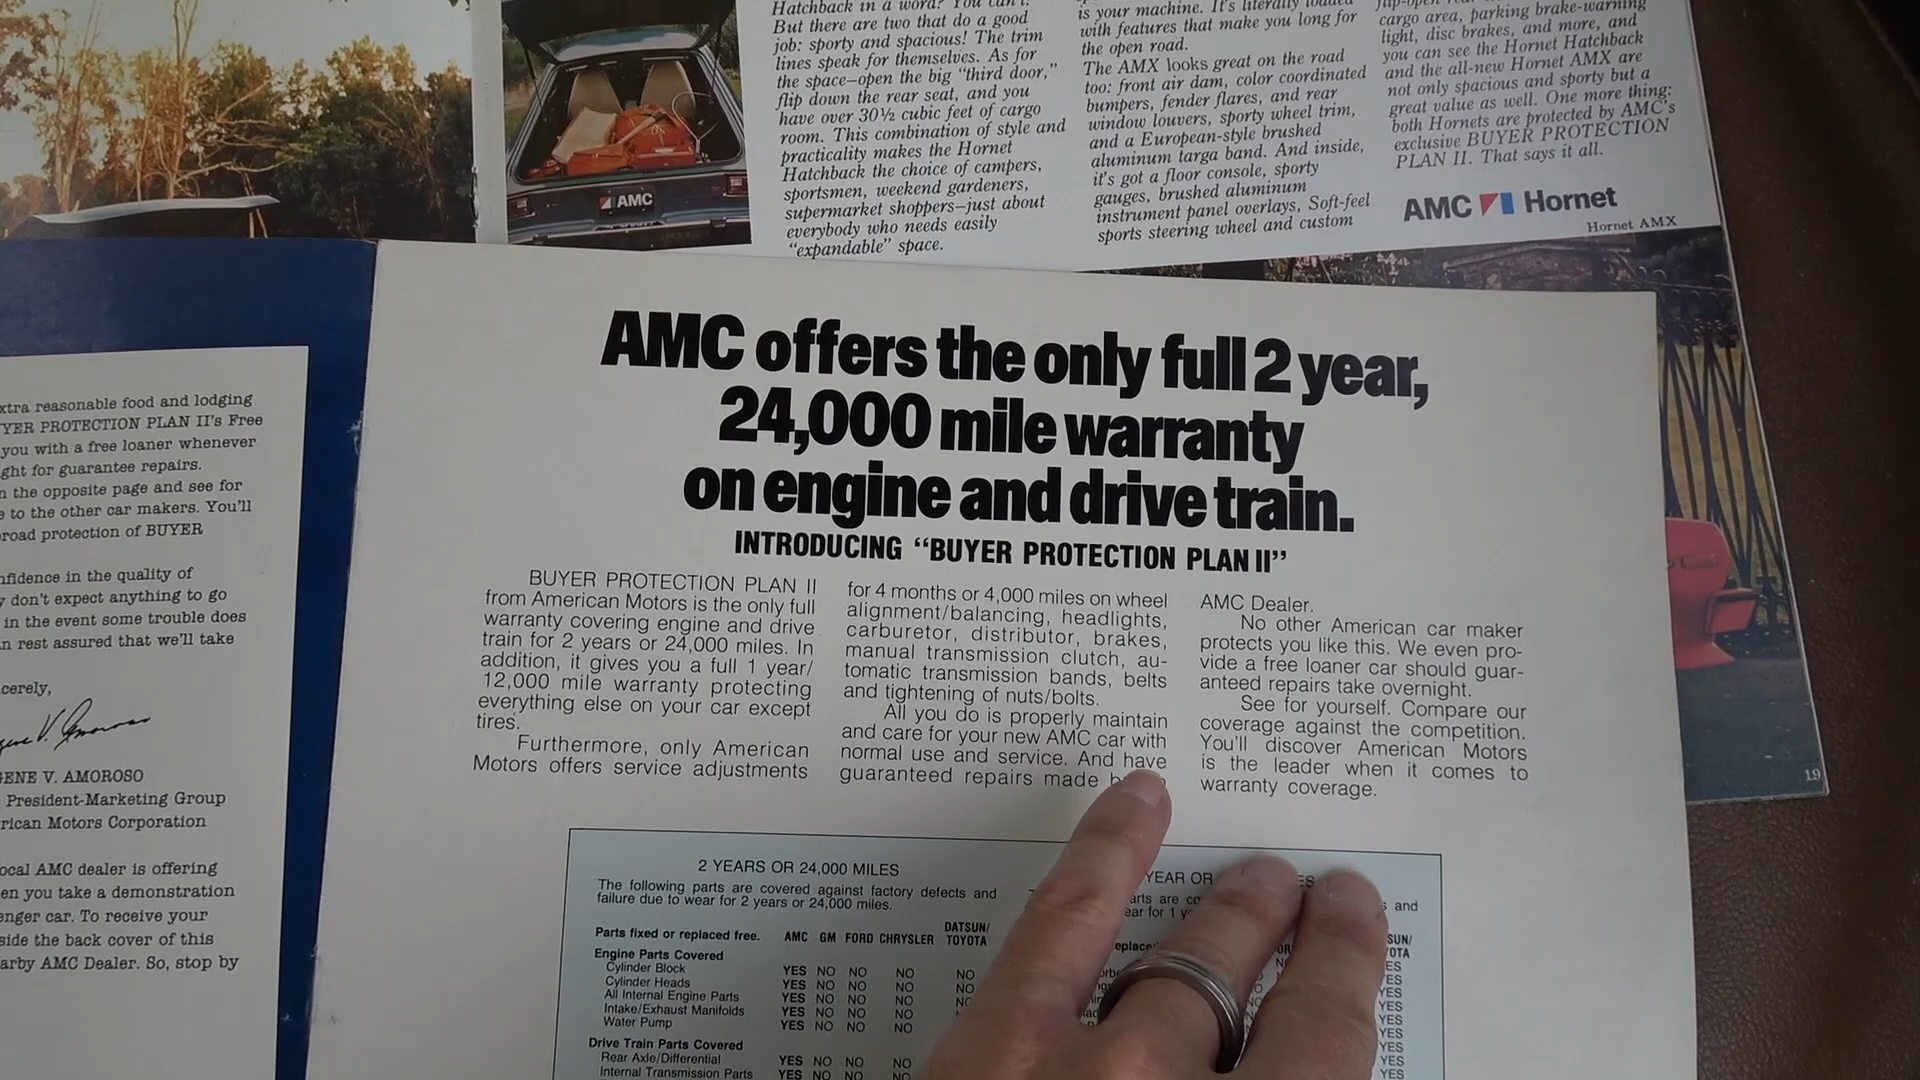 Hatchback in a word? You can't!
But there are two that do a good
job: sporty and spacious! The trim
lines speak for themselves. As for
the space—open the big "third door,"
flip down the rear seat, and you
have over 30½ cubic feet of cargo
room. This combination of style and
practicality makes the Hornet
Hatchback the choice of campers,
sportsmen, weekend gardeners,
supermarket shoppers—just about
everybody who needs easily
"expandable" space.
is your machine. It's literally loaded
with features that make you long for
the open road.
The AMX looks great on the road
too: front air dam, color coordinated
bumpers, fender flares, and rear
window louvers, sporty wheel trim,
and a European-style brushed
aluminum targa band. And inside,
it's got a floor console, sporty
gauges, brushed aluminum
instrument panel overlays, Soft-feel
sports steering wheel and custom
flip-open rear
cargo area, parking brake-warning
light, disc brakes, and more, and
you can see the Hornet Hatchback
and the all-new Hornet AMX are
not only spacious and sporty but a
great value as well. One more thing:
both Hornets are protected by AMC's
exclusive BUYER PROTECTION
PLAN II. That says it all.
AMC Hornet
Hornet AMX
AMC
19
xtra reasonable food and lodging
YER PROTECTION PLAN II's Free
you with a free loaner whenever
ght for guarantee repairs.
n the opposite page and see for
e to the other car makers. You'll
road protection of BUYER
nfidence in the quality of
y don't expect anything to go
in the event some trouble does
n rest assured that we'll take
cerely,
ENE V. AMOROSO
President-Marketing Group
rican Motors Corporation
ocal AMC dealer is offering
en you take a demonstration
enger car. To receive your
side the back cover of this
arby AMC Dealer. So, stop by
AMC offers the only full 2 year,
24,000 mile warranty
on engine and drive train.
INTRODUCING "BUYER PROTECTION PLAN II"
BUYER PROTECTION PLAN II
from American Motors is the only full
warranty covering engine and drive
train for 2 years or 24,000 miles. In
addition, it gives you a full 1 year/
12,000 mile warranty protecting
everything else on your car except
tires.
Furthermore, only American
Motors offers service adjustments
for 4 months or 4,000 miles on wheel
alignment/balancing, headlights,
carburetor, distributor, brakes,
manual transmission clutch, au-
tomatic transmission bands, belts
and tightening of nuts/bolts.
All you do is properly maintain
and care for your new AMC car with
normal use and service. And have
guaranteed repairs made
AMC Dealer.
No other American car maker
protects you like this. We even pro-
vide a free loaner car should guar-
anteed repairs take overnight.
See for yourself. Compare our
coverage against the competition.
You'll discover American Motors
is the leader when it comes to
warranty coverage.
2 YEARS OR 24,000 MILES
The following parts are covered against factory defects and
failure due to wear for 2 years or 24,000 miles.
Parts fixed or replaced free. AMC GM FORD CHRYSLER DATSUN/
TOYOTA
Engine Parts Covered
Cylinder Block YES NO NO NO NO
Cylinder Heads YES NO NO NO NO
All Internal Engine Parts YES NO NO NO
Intake/Exhaust Manifolds YES NO NO NO
Water Pump YES NO NO NO
Drive Train Parts Covered
Rear Axle/Differential YES NO NO NO
Internal Transmission Parts YES NO NO NO
YEAR OR
arts are
and
ear for 1
SUN/
OTA
ES
YES
YES
YES
YES
YES
YES
YES